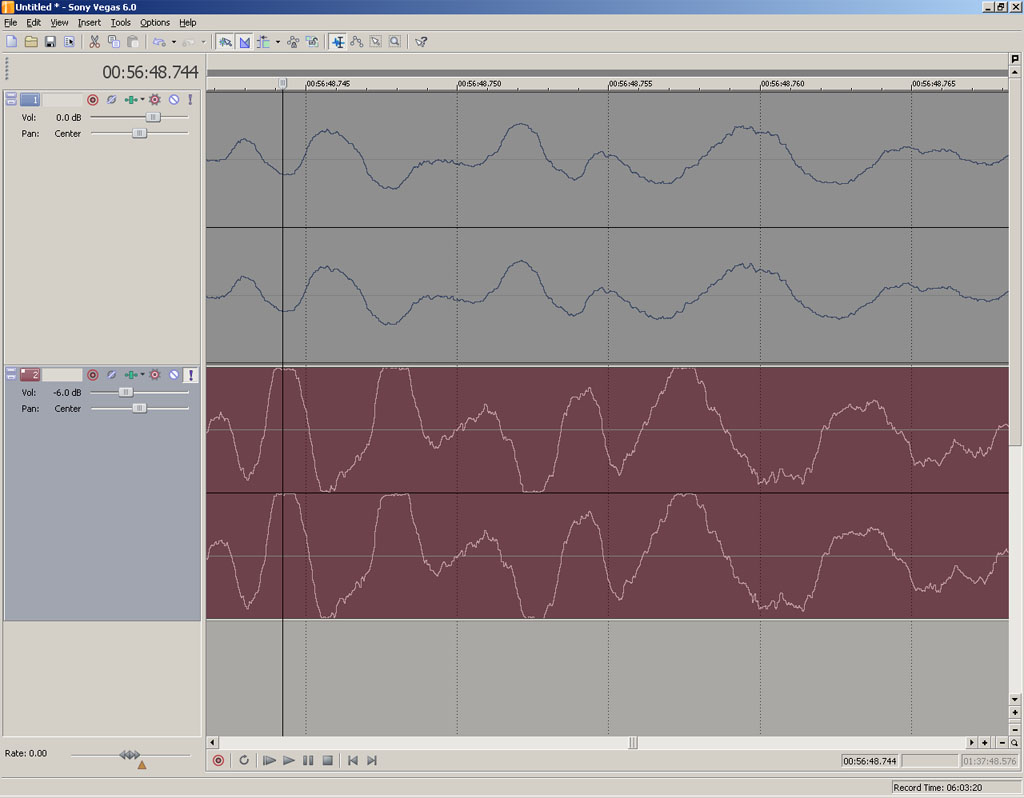 Untitled * - Sony Vegas 6.0
File Edit View Insert Tools Options Help
00:56:48.744
00:56:48.745 00:56:48.750 00:56:48.755 00:56:48.760 00:56:48.765
1
Vol: 0.0 dB
Pan: Center
2
Vol: -6.0 dB
Pan: Center
Rate: 0.00
00:56:48.744 01:37:48.576
Record Time: 06:03:20